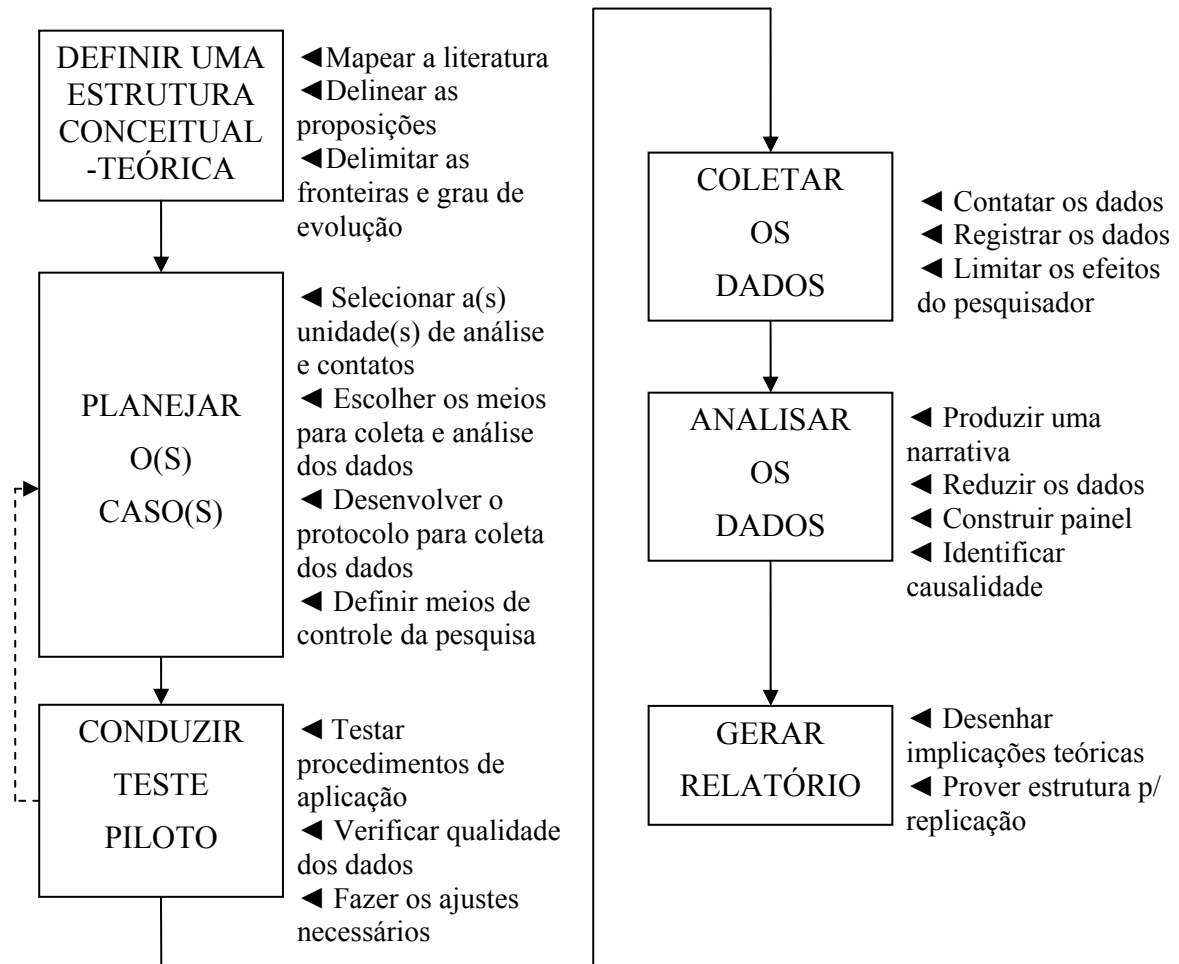 DEFINIR UMA
ESTRUTURA
CONCEITUAL
-TEÓRICA
◄Mapear a literatura
◄Delinear as
proposições
◄Delimitar as
fronteiras e grau de
evolução
PLANEJAR
O(S)
CASO(S)
◄ Selecionar a(s)
unidade(s) de análise
e contatos
◄ Escolher os meios
para coleta e análise
dos dados
◄ Desenvolver o
protocolo para coleta
dos dados
◄ Definir meios de
controle da pesquisa
CONDUZIR
TESTE
PILOTO
◄ Testar
procedimentos de
aplicação
◄ Verificar qualidade
dos dados
◄ Fazer os ajustes
necessários
COLETAR
OS
DADOS
◄ Contatar os dados
◄ Registrar os dados
◄ Limitar os efeitos
do pesquisador
ANALISAR
OS
DADOS
◄ Produzir uma
narrativa
◄ Reduzir os dados
◄ Construir painel
◄ Identificar
causalidade
GERAR
RELATÓRIO
◄ Desenhar
implicações teóricas
◄ Prover estrutura p/
replicação